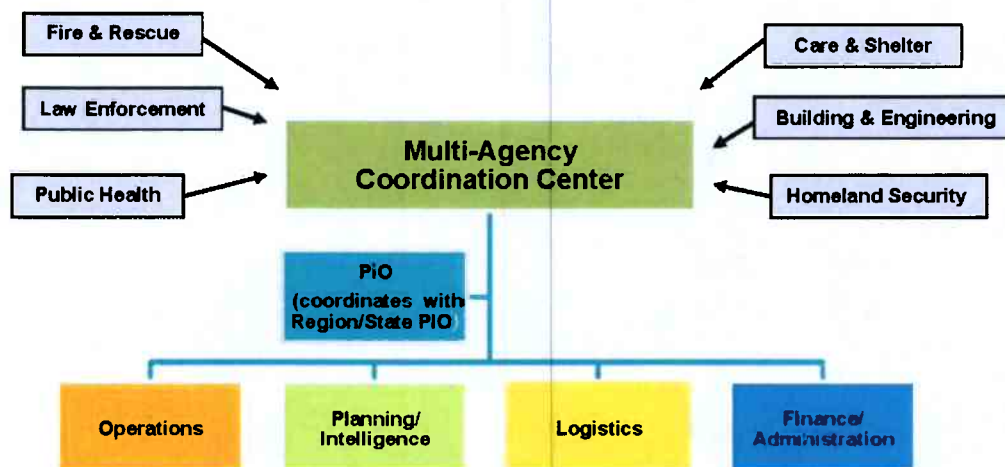 Fire & Rescue
Care & Shelter
Law Enforcement
Building & Engineering
Multi-Agency
Coordination Center
Public Health
Homeland Security
PiO
(coordinates with
Region/State PIO)
Operations
Planning/
Intelligence
Logistics
Finance/
Administration